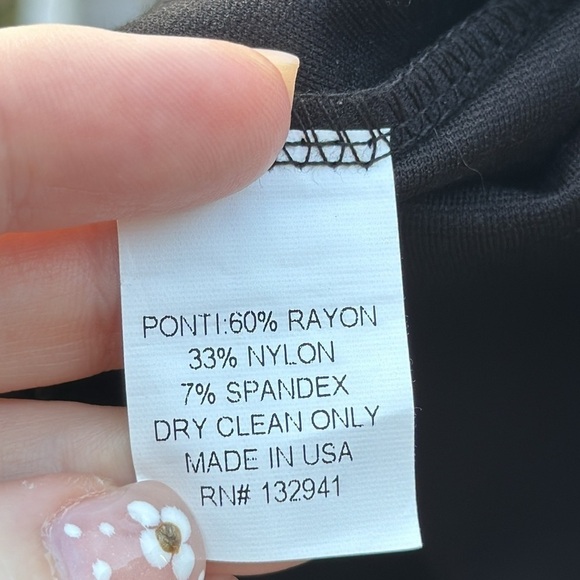 PONTI:60% RAYON
33% NYLON
7% SPANDEX
DRY CLEAN ONLY
MADE IN USA
RN# 132941